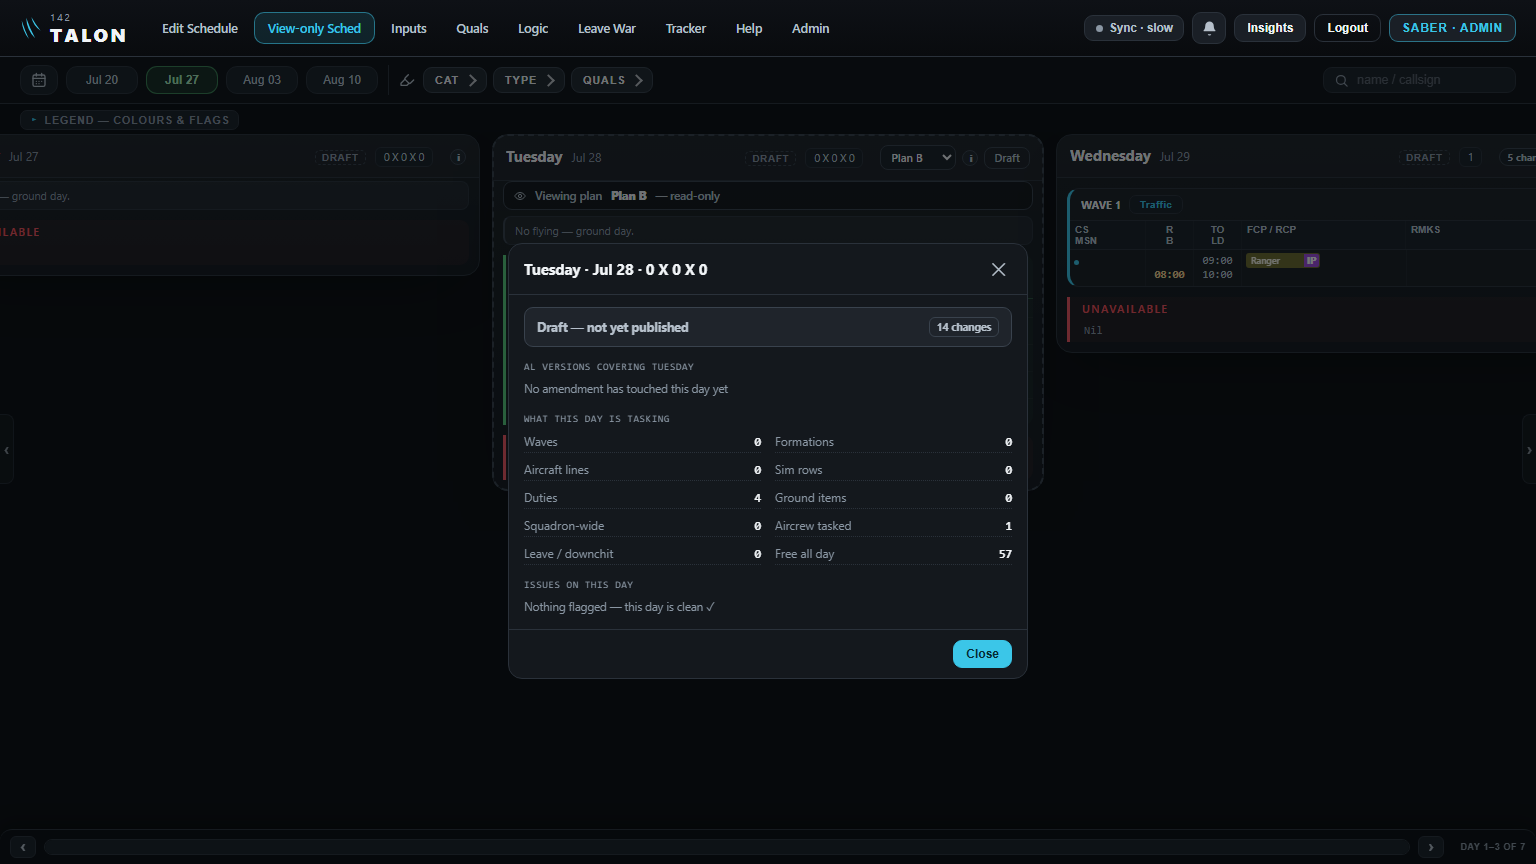 142
TALON
Edit Schedule
View-only Sched
Inputs
Quals
Logic
Leave War
Tracker
Help
Admin
Sync · slow
Insights
Logout
SABER · ADMIN
Jul 20
Jul 27
Aug 03
Aug 10
CAT
TYPE
QUALS
name / callsign
LEGEND — COLOURS & FLAGS
Jul 27
DRAFT
0X0X0
i
— ground day.
ILABLE
Tuesday Jul 28
DRAFT
0X0X0
Plan B
i
Draft
Viewing plan Plan B — read-only
No flying — ground day.
Wednesday Jul 29
DRAFT
1
5 char
WAVE 1 Traffic
CS
MSN
R
B
TO
LD
FCP / RCP
RMKS
08:00
09:00
10:00
Ranger
IP
UNAVAILABLE
Nil
Tuesday · Jul 28 · 0 X 0 X 0
Draft — not yet published
14 changes
AL VERSIONS COVERING TUESDAY
No amendment has touched this day yet
WHAT THIS DAY IS TASKING
Waves 0
Formations 0
Aircraft lines 0
Sim rows 0
Duties 4
Ground items 0
Squadron-wide 0
Aircrew tasked 1
Leave / downchit 0
Free all day 57
ISSUES ON THIS DAY
Nothing flagged — this day is clean ✓
Close
DAY 1–3 OF 7